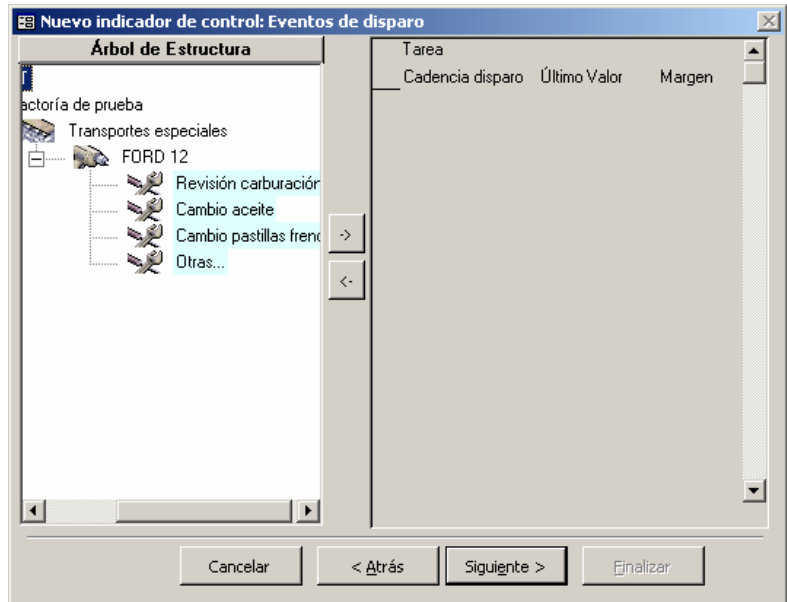 Nuevo indicador de control: Eventos de disparo
Árbol de Estructura
actoría de prueba
Transportes especiales
FORD 12
Revisión carburación
Cambio aceite
Cambio pastillas freno
Otras...
->
<-
Tarea
Cadencia disparo Último Valor Margen
Cancelar
< Atrás
Siguiente >
Finalizar